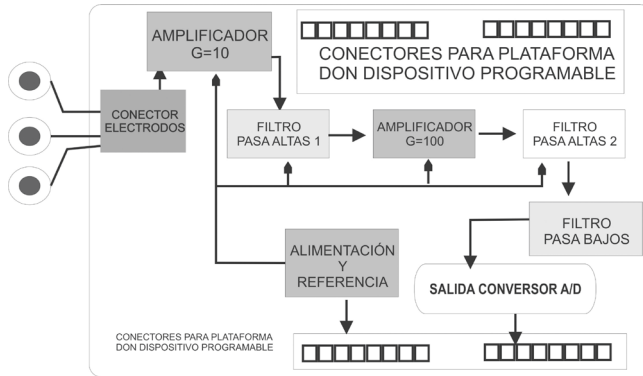 AMPLIFICADOR
G=10
CONECTORES PARA PLATAFORMA
DON DISPOSITIVO PROGRAMABLE
CONECTOR
ELECTRODOS
FILTRO
PASA ALTAS 1
AMPLIFICADOR
G=100
FILTRO
PASA ALTAS 2
FILTRO
PASA BAJOS
ALIMENTACIÓN
Y
REFERENCIA
SALIDA CONVERSOR A/D
CONECTORES PARA PLATAFORMA
DON DISPOSITIVO PROGRAMABLE